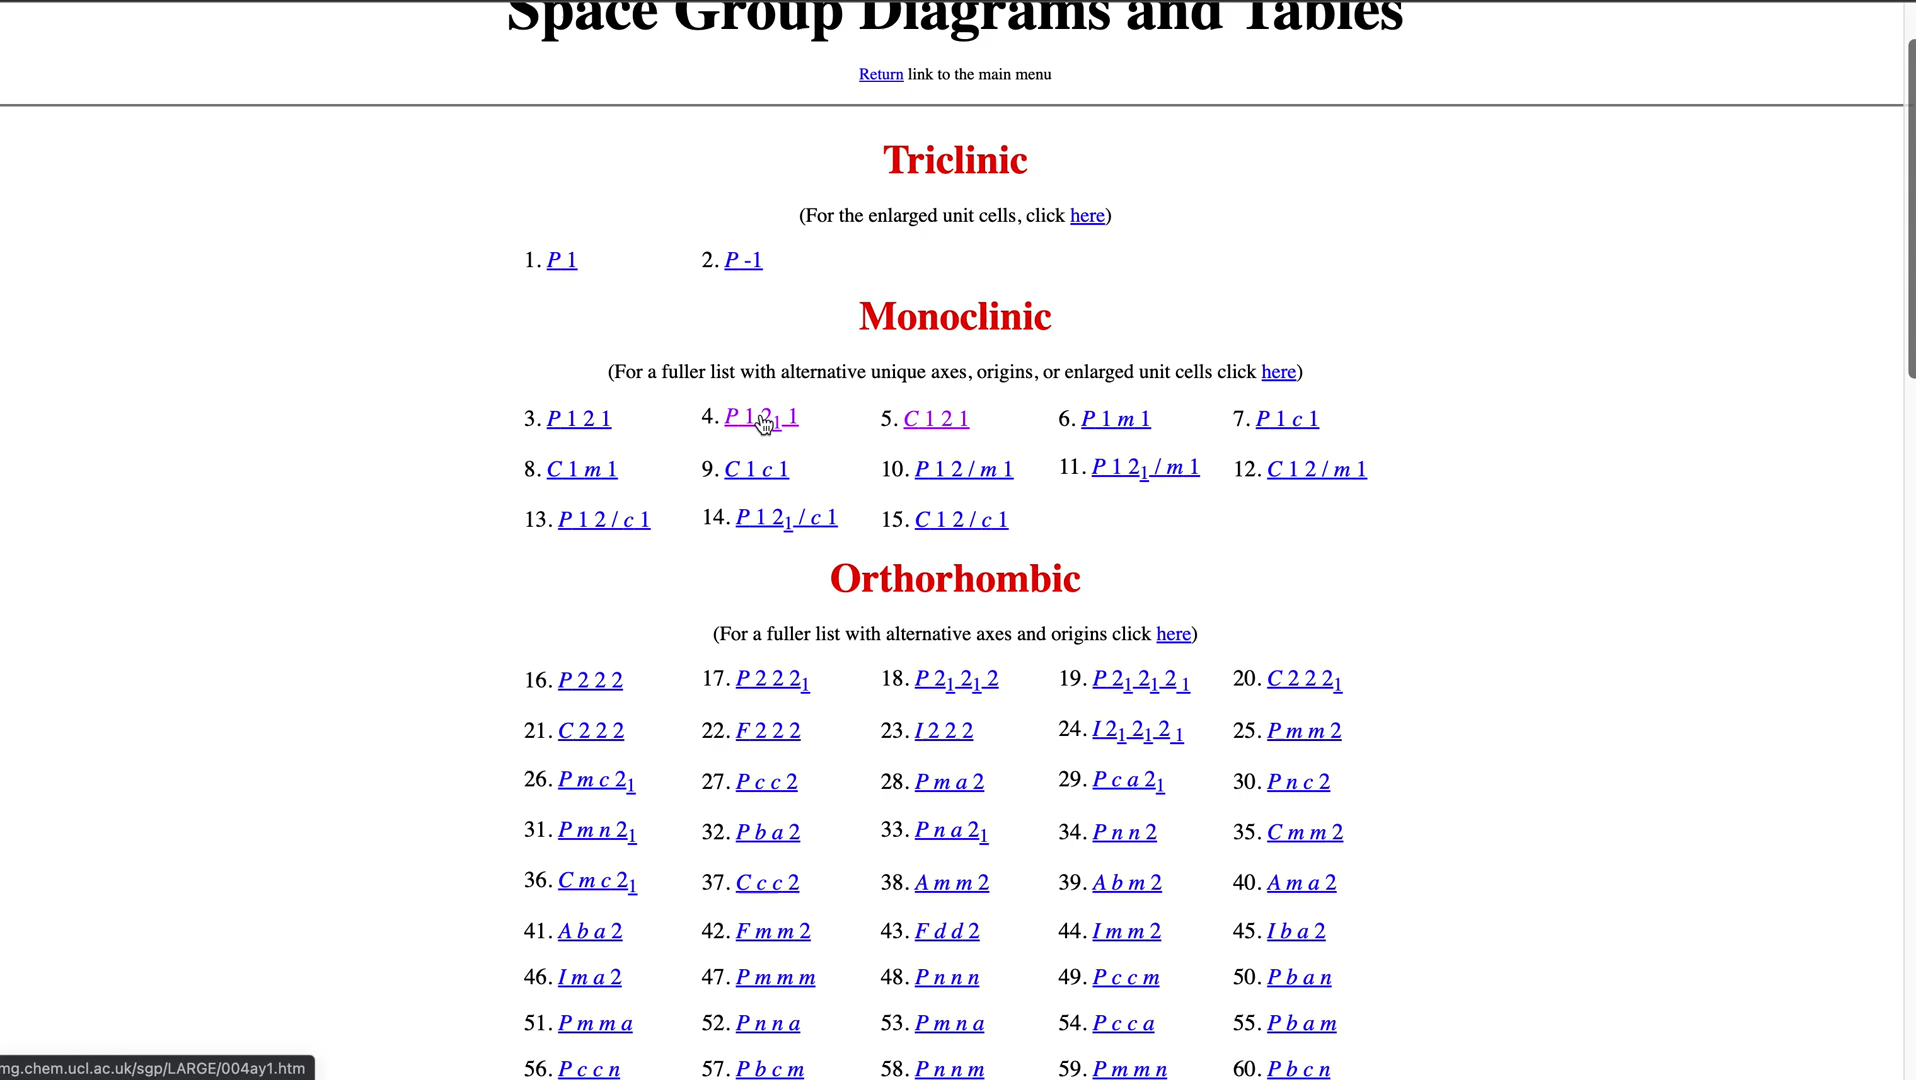 Space Group Diagrams and Tables
Return link to the main menu
Triclinic
(For the enlarged unit cells, click here)
1. P 1 2. P -1
Monoclinic
(For a fuller list with alternative unique axes, origins, or enlarged unit cells click here)
3. P 1 2 1 4. P 1 2₁ 1 5. C 1 2 1 6. P 1 m 1 7. P 1 c 1
8. C 1 m 1 9. C 1 c 1 10. P 1 2 / m 1 11. P 1 2₁ / m 1 12. C 1 2 / m 1
13. P 1 2 / c 1 14. P 1 2₁ / c 1 15. C 1 2 / c 1
Orthorhombic
(For a fuller list with alternative axes and origins click here)
16. P 2 2 2 17. P 2 2 2₁ 18. P 2₁ 2₁ 2 19. P 2₁ 2₁ 2₁ 20. C 2 2 2₁
21. C 2 2 2 22. F 2 2 2 23. I 2 2 2 24. I 2₁ 2₁ 2₁ 25. P m m 2
26. P m c 2₁ 27. P c c 2 28. P m a 2 29. P c a 2₁ 30. P n c 2
31. P m n 2₁ 32. P b a 2 33. P n a 2₁ 34. P n n 2 35. C m m 2
36. C m c 2₁ 37. C c c 2 38. A m m 2 39. A b m 2 40. A m a 2
41. A b a 2 42. F m m 2 43. F d d 2 44. I m m 2 45. I b a 2
46. I m a 2 47. P m m m 48. P n n n 49. P c c m 50. P b a n
51. P m m a 52. P n n a 53. P m n a 54. P c c a 55. P b a m
56. P c c n 57. P b c m 58. P n n m 59. P m m n 60. P b c n
mg.chem.ucl.ac.uk/sgp/LARGE/004ay1.htm